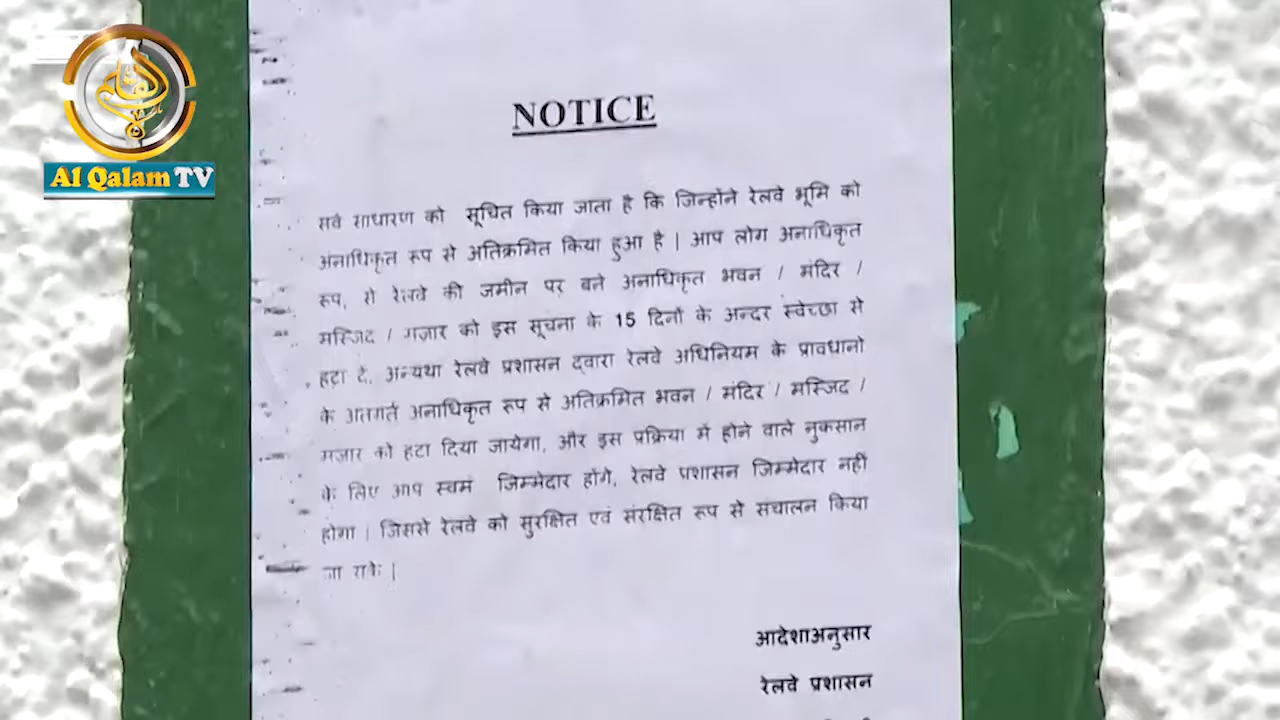 Al Qalam TV
NOTICE
सर्व साधारण को सूचित किया जाता है कि जिन्होंने रेलवे भूमि को
अनाधिकृत रूप से अतिक्रमित किया हुआ है | आप लोग अनाधिकृत
रूप, से रेलवे की जमीन पर बने अनाधिकृत भवन / मंदिर /
मस्जिद / मज़ार को इस सूचना के 15 दिनों के अन्दर स्वेच्छा से
हटा दे, अन्यथा रेलवे प्रशासन द्वारा रेलवे अधिनियम के प्रावधानो
के अतगर्त अनाधिकृत रूप से अतिक्रमित भवन / मंदिर / मस्जिद /
मज़ार को हटा दिया जायेगा, और इस प्रक्रिया में होने वाले नुकसान
के लिए आप स्वमं जिम्मेदार होंगे, रेलवे प्रशासन जिम्मेदार नहीं
होगा | जिससे रेलवे को सुरक्षित एवं संरक्षित रूप से संचालन किया
जा सके |
आदेशाअनुसार
रेलवे प्रशासन